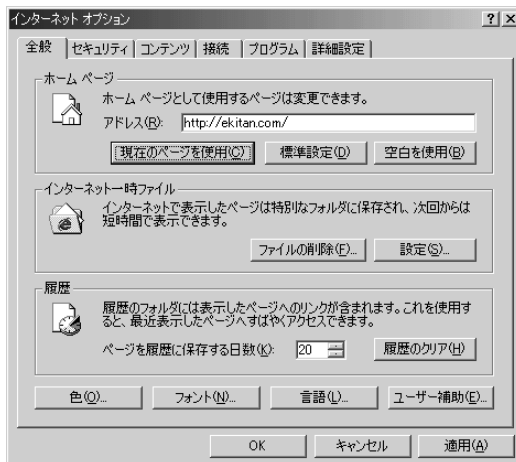 インターネット オプション
全般 セキュリティ コンテンツ 接続 プログラム 詳細設定
ホーム ページ
ホーム ページとして使用するページは変更できます。
アドレス(R): http://ekitan.com/
現在のページを使用(C) 標準設定(D) 空白を使用(B)
インターネット一時ファイル
インターネットで表示したページは特別なフォルダに保存され、次回からは
短時間で表示できます。
ファイルの削除(F)... 設定(S)...
履歴
履歴のフォルダには表示したページへのリンクが含まれます。これを使用す
ると、最近表示したページへすばやくアクセスできます。
ページを履歴に保存する日数(K): 20 履歴のクリア(H)
色(O)... フォント(N)... 言語(L)... ユーザー補助(E)...
OK キャンセル 適用(A)